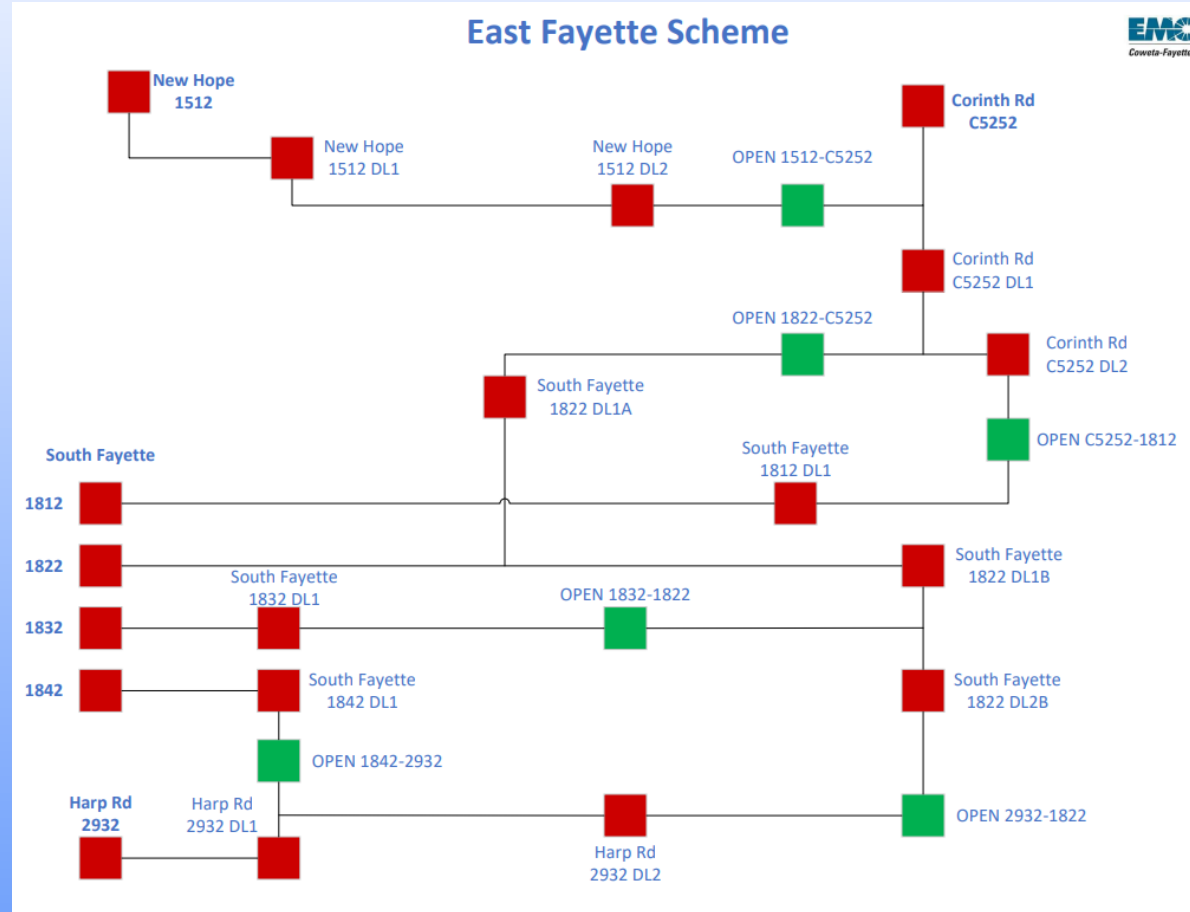 East Fayette Scheme
Coweta-Fayette
New Hope
1512
Corinth Rd
C5252
New Hope
1512 DL1
New Hope
1512 DL2
OPEN 1512-C5252
Corinth Rd
C5252 DL1
OPEN 1822-C5252
Corinth Rd
C5252 DL2
South Fayette
1822 DL1A
OPEN C5252-1812
South Fayette
South Fayette
1812 DL1
1812
1822
South Fayette
1822 DL1B
South Fayette
1832 DL1
OPEN 1832-1822
1832
1842
South Fayette
1842 DL1
South Fayette
1822 DL2B
OPEN 1842-2932
Harp Rd
2932
Harp Rd
2932 DL1
OPEN 2932-1822
Harp Rd
2932 DL2